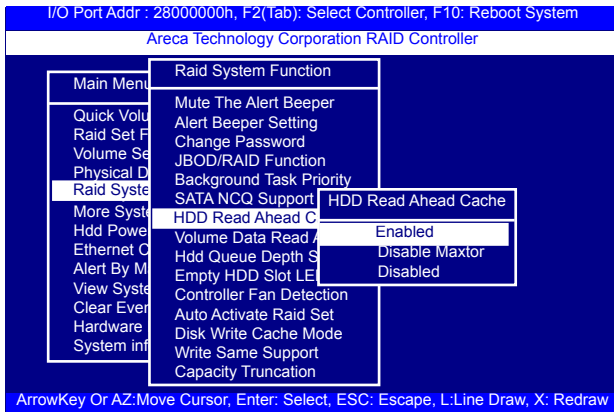 I/O Port Addr : 28000000h, F2(Tab): Select Controller, F10: Reboot System
Areca Technology Corporation RAID Controller
Main Menu
Quick Volu
Raid Set F
Volume Se
Physical D
Raid Syste
More Syste
Hdd Powe
Ethernet C
Alert By M
View Syste
Clear Even
Hardware
System inf
Raid System Function
Mute The Alert Beeper
Alert Beeper Setting
Change Password
JBOD/RAID Function
Background Task Priority
SATA NCQ Support
HDD Read Ahead C
Volume Data Read A
Hdd Queue Depth S
Empty HDD Slot LE
Controller Fan Detection
Auto Activate Raid Set
Disk Write Cache Mode
Write Same Support
Capacity Truncation
HDD Read Ahead Cache
Enabled
Disable Maxtor
Disabled
ArrowKey Or AZ:Move Cursor, Enter: Select, ESC: Escape, L:Line Draw, X: Redraw